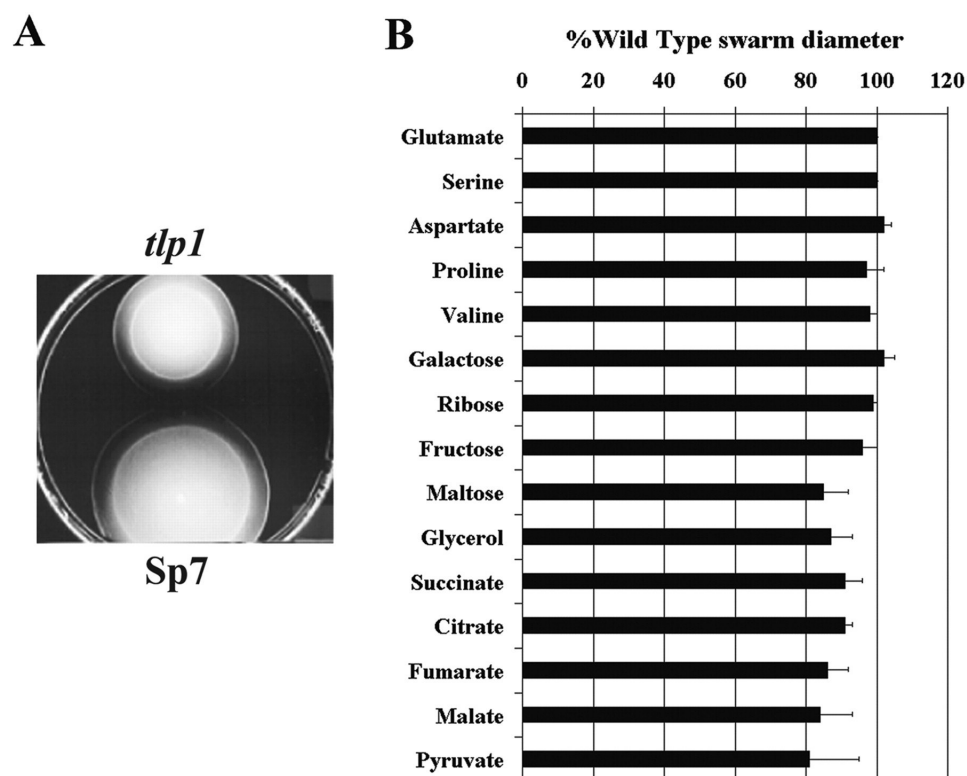 A
tlp1
Sp7
B
%Wild Type swarm diameter
0 20 40 60 80 100 120
Glutamate
Serine
Aspartate
Proline
Valine
Galactose
Ribose
Fructose
Maltose
Glycerol
Succinate
Citrate
Fumarate
Malate
Pyruvate